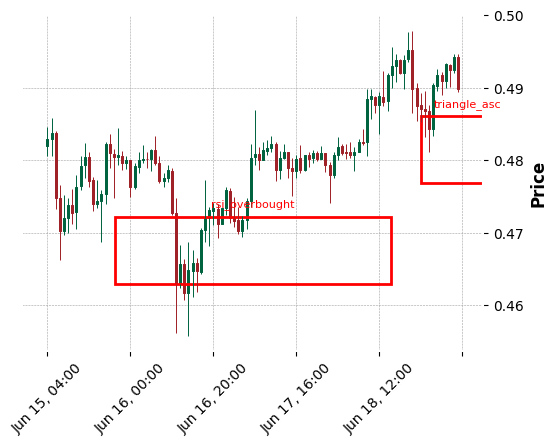 0.50
0.49
triangle_asc
0.48
rsi_overbought
0.47
0.46
Price
Jun 15, 04:00
Jun 16, 00:00
Jun 16, 20:00
Jun 17, 16:00
Jun 18, 12:00